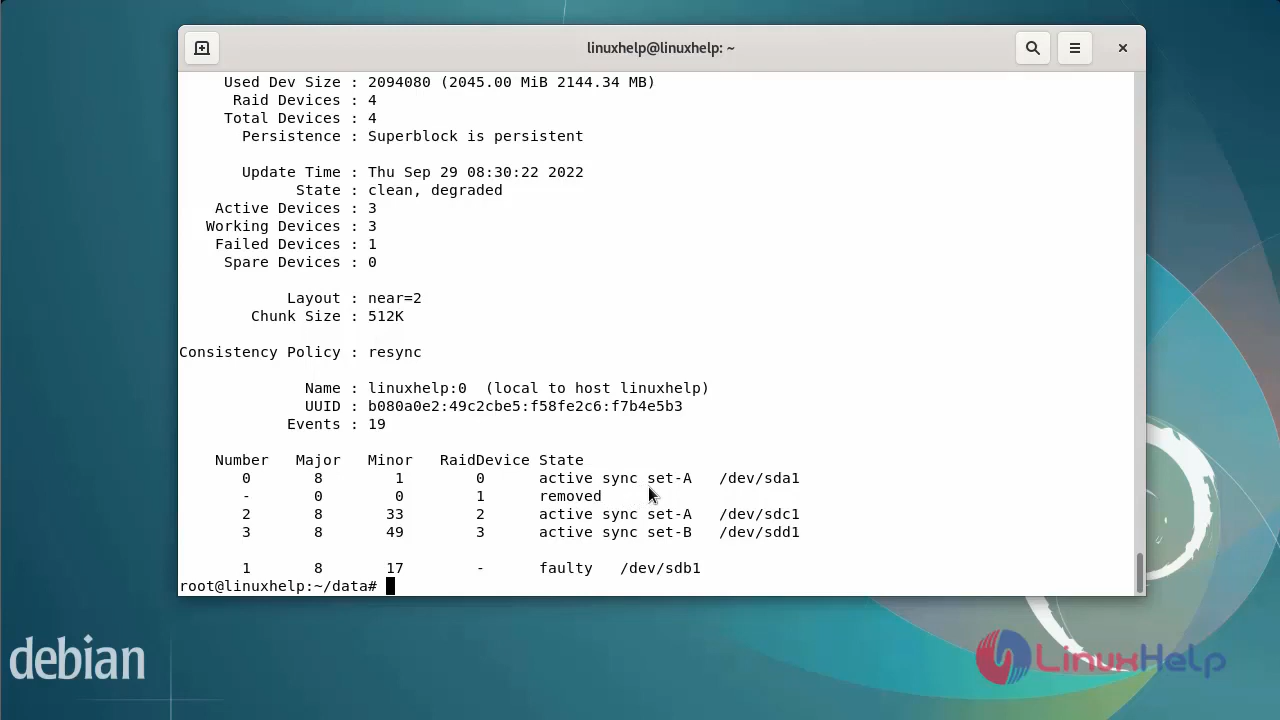 linuxhelp@linuxhelp: ~
Used Dev Size : 2094080 (2045.00 MiB 2144.34 MB)
Raid Devices : 4
Total Devices : 4
Persistence : Superblock is persistent
Update Time : Thu Sep 29 08:30:22 2022
State : clean, degraded
Active Devices : 3
Working Devices : 3
Failed Devices : 1
Spare Devices : 0
Layout : near=2
Chunk Size : 512K
Consistency Policy : resync
Name : linuxhelp:0  (local to host linuxhelp)
UUID : b080a0e2:49c2cbe5:f58fe2c6:f7b4e5b3
Events : 19
Number   Major   Minor   RaidDevice State
0       8        1        0      active sync set-A   /dev/sda1
-       0        0        1      removed
2       8       33        2      active sync set-A   /dev/sdc1
3       8       49        3      active sync set-B   /dev/sdd1
1       8       17        -      faulty   /dev/sdb1
root@linuxhelp:~/data#
debian
LinuxHelp